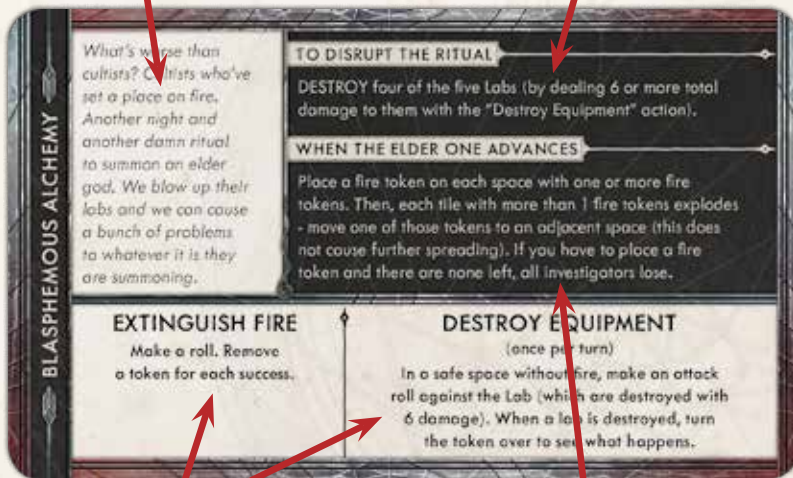 BLASPHEMOUS ALCHEMY
What's worse than
cultists? Cultists who've
set a place on fire.
Another night and
another damn ritual
to summon an elder
god. We blow up their
labs and we can cause
a bunch of problems
to whatever it is they
are summoning.
TO DISRUPT THE RITUAL
DESTROY four of the five Labs (by dealing 6 or more total
damage to them with the "Destroy Equipment" action).
WHEN THE ELDER ONE ADVANCES
Place a fire token on each space with one or more fire
tokens. Then, each tile with more than 1 fire tokens explodes
- move one of those tokens to an adjacent space (this does
not cause further spreading). If you have to place a fire
token and there are none left, all investigators lose.
EXTINGUISH FIRE
Make a roll. Remove
a token for each success.
DESTROY EQUIPMENT
(once per turn)
In a safe space without fire, make an attack
roll against the Lab (which are destroyed with
6 damage). When a lab is destroyed, turn
the token over to see what happens.